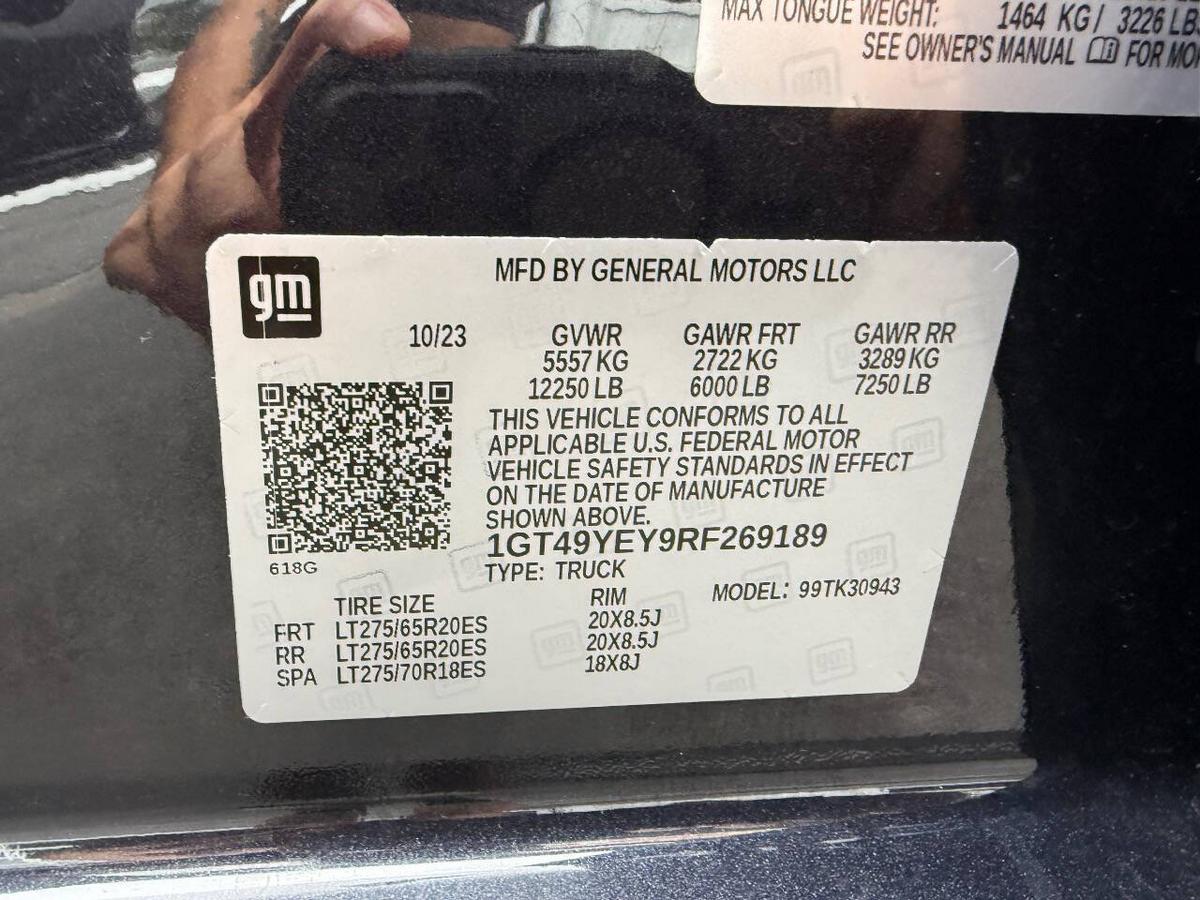 MAX TONGUE WEIGHT: 1464 KG / 3226 LBS
SEE OWNER'S MANUAL FOR MOR
gm
MFD BY GENERAL MOTORS LLC
10/23 GVWR GAWR FRT GAWR RR
5557 KG 2722 KG 3289 KG
12250 LB 6000 LB 7250 LB
THIS VEHICLE CONFORMS TO ALL
APPLICABLE U.S. FEDERAL MOTOR
VEHICLE SAFETY STANDARDS IN EFFECT
ON THE DATE OF MANUFACTURE
SHOWN ABOVE.
1GT49YEY9RF269189
618G
TYPE: TRUCK
TIRE SIZE RIM MODEL: 99TK30943
FRT LT275/65R20ES 20X8.5J
RR LT275/65R20ES 20X8.5J
SPA LT275/70R18ES 18X8J